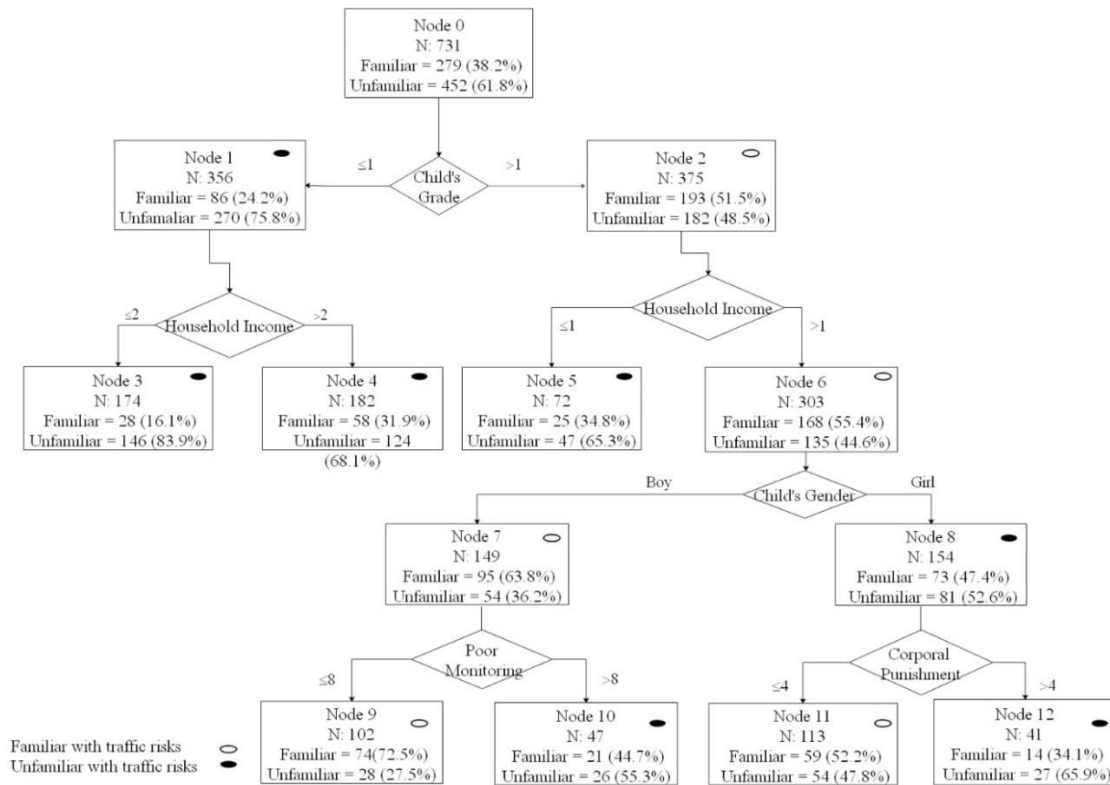 Node 0
N: 731
Familiar = 279 (38.2%)
Unfamiliar = 452 (61.8%)
Node 1
N: 356
Familiar = 86 (24.2%)
Unfamaliar = 270 (75.8%)
≤1
Child's
Grade
>1
Node 2
N: 375
Familiar = 193 (51.5%)
Unfamiliar = 182 (48.5%)
≤2
Household Income
>2
≤1
Household Income
>1
Node 3
N: 174
Familiar = 28 (16.1%)
Unfamiliar = 146 (83.9%)
Node 4
N: 182
Familiar = 58 (31.9%)
Unfamiliar = 124
(68.1%)
Node 5
N: 72
Familiar = 25 (34.8%)
Unfamiliar = 47 (65.3%)
Node 6
N: 303
Familiar = 168 (55.4%)
Unfamiliar = 135 (44.6%)
Boy
Child's Gender
Girl
Node 7
N: 149
Familiar = 95 (63.8%)
Unfamiliar = 54 (36.2%)
Node 8
N: 154
Familiar = 73 (47.4%)
Unfamiliar = 81 (52.6%)
≤8
Poor
Monitoring
>8
≤4
Corporal
Punishment
>4
Node 9
N: 102
Familiar = 74(72.5%)
Unfamiliar = 28 (27.5%)
Node 10
N: 47
Familiar = 21 (44.7%)
Unfamiliar = 26 (55.3%)
Node 11
N: 113
Familiar = 59 (52.2%)
Unfamiliar = 54 (47.8%)
Node 12
N: 41
Familiar = 14 (34.1%)
Unfamiliar = 27 (65.9%)
Familiar with traffic risks
Unfamiliar with traffic risks